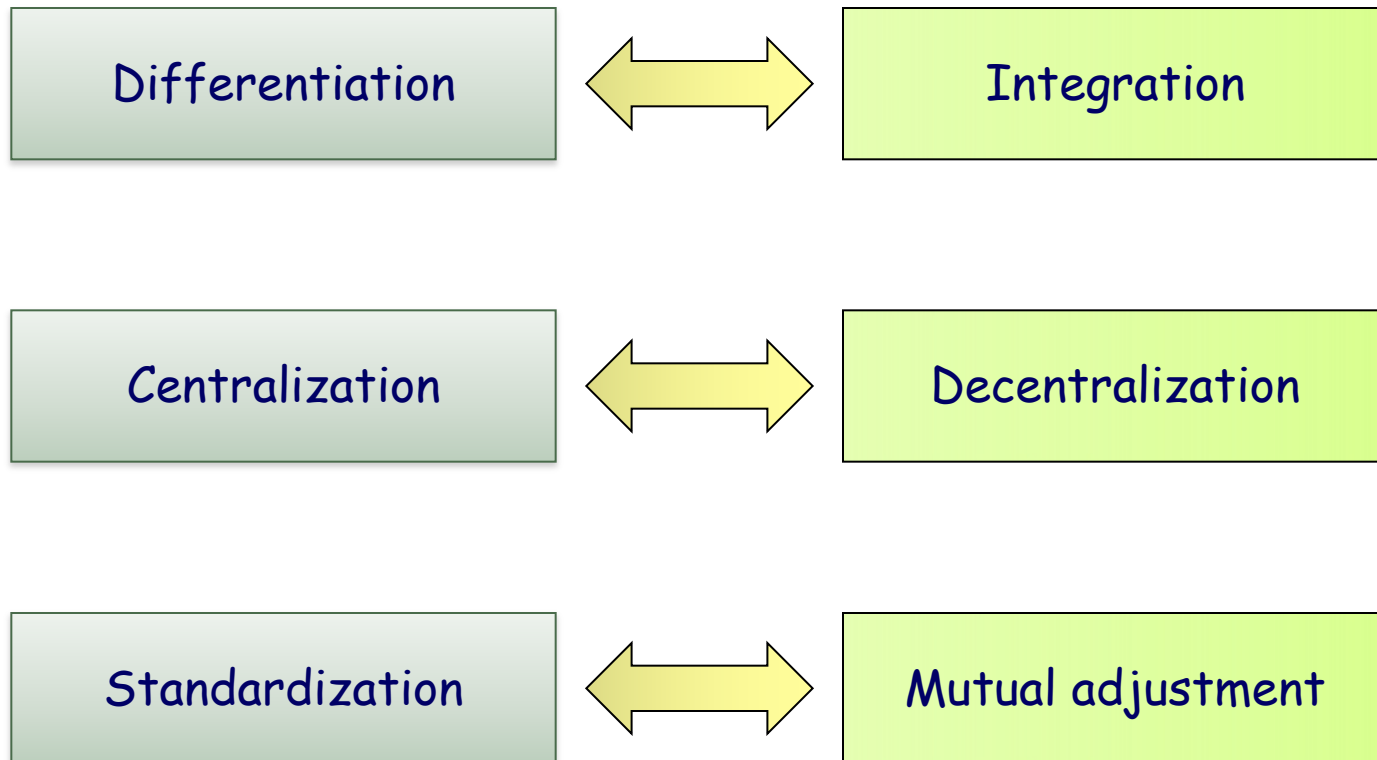 Differentiation
Integration
Centralization
Decentralization
Standardization
Mutual adjustment